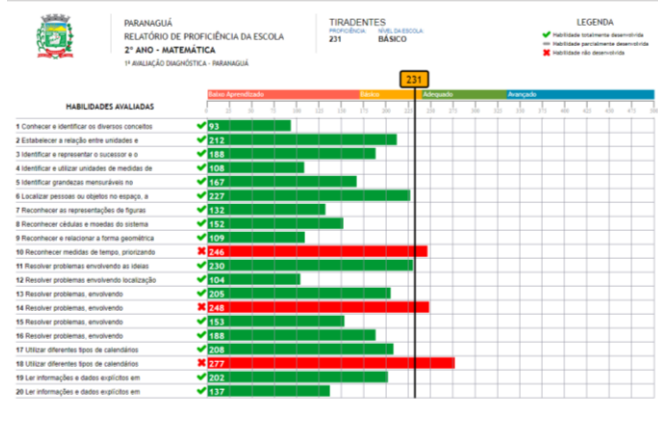 PARANAGUÁ
RELATÓRIO DE PROFICIÊNCIA DA ESCOLA
2º ANO - MATEMÁTICA
1ª AVALIAÇÃO DIAGNÓSTICA - PARANAGUÁ
TIRADENTES
PROFICIÊNCIA NÍVEL DA ESCOLA
231 BÁSICO
LEGENDA
Habilidade totalmente desenvolvida
Habilidade parcialmente desenvolvida
Habilidade não desenvolvida
231
Baixo Aprendizado Básico Adequado Avançado
HABILIDADES AVALIADAS
1 Conhecer e identificar os diversos conceitos 93
2 Estabelecer a relação entre unidades e 212
3 Identificar e representar o sucessor e o 188
4 Identificar e utilizar unidades de medidas de 108
5 Identificar grandezas mensuráveis no 167
6 Localizar pessoas ou objetos no espaço, a 227
7 Reconhecer as representações de figuras 132
8 Reconhecer cédulas e moedas do sistema 152
9 Reconhecer e relacionar a forma geométrica 109
10 Reconhecer medidas de tempo, priorizando 246
11 Resolver problemas envolvendo as ideias 230
12 Resolver problemas envolvendo localização 104
13 Resolver problemas, envolvendo 205
14 Resolver problemas, envolvendo 248
15 Resolver problemas, envolvendo 153
16 Resolver problemas, envolvendo 188
17 Utilizar diferentes tipos de calendários 208
18 Utilizar diferentes tipos de calendários 277
19 Ler informações e dados explícitos em 202
20 Ler informações e dados explícitos em 137